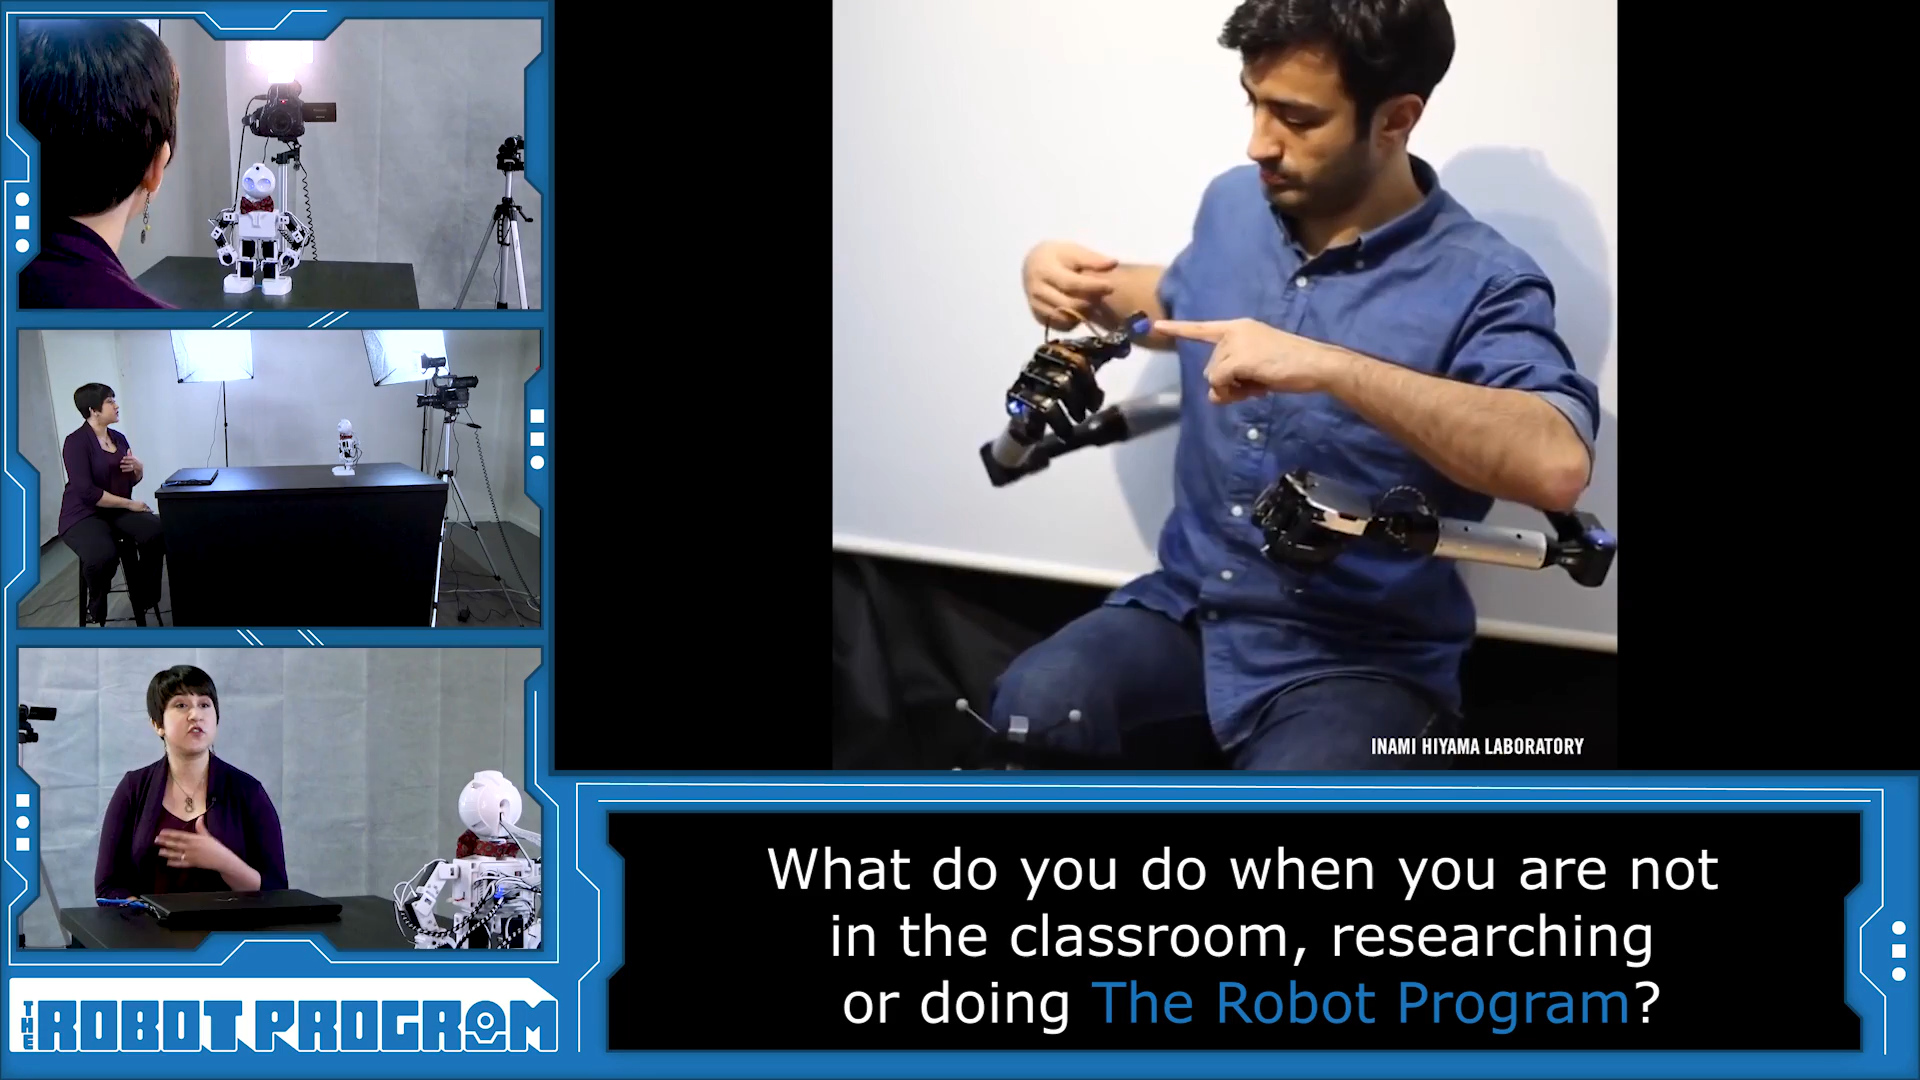 INAMI HIYAMA LABORATORY
What do you do when you are not
in the classroom, researching
or doing The Robot Program?
THE ROBOT PROGRAM